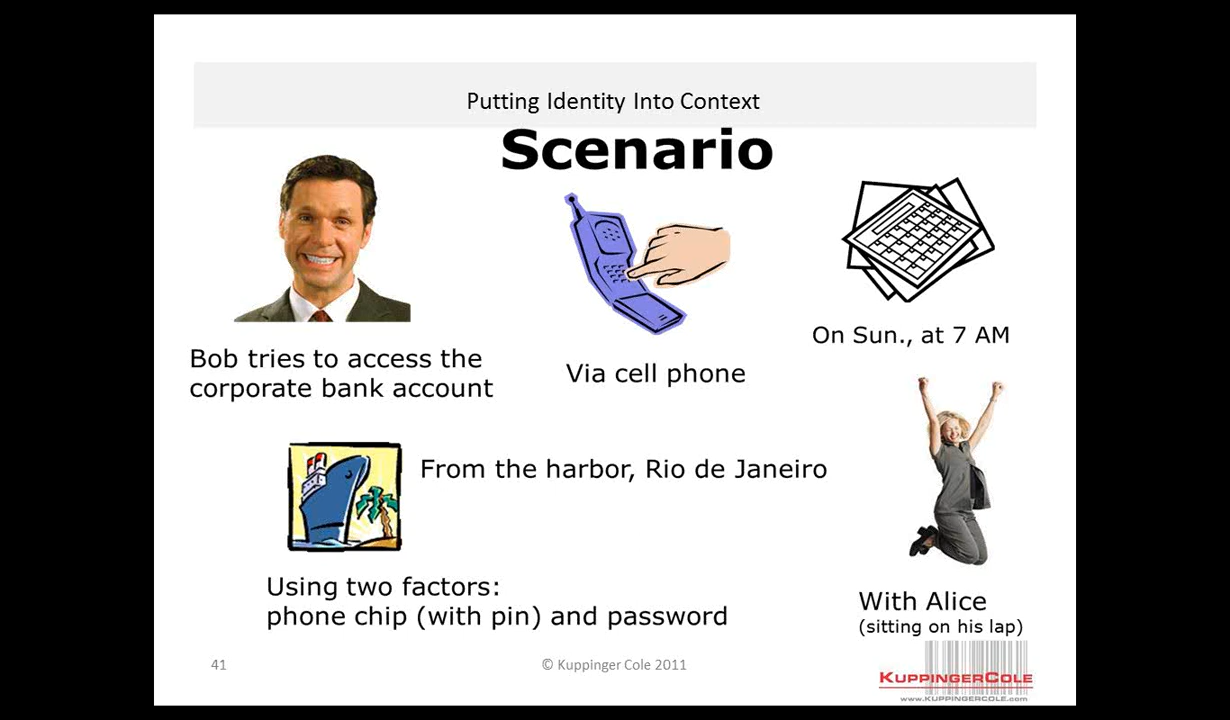 Putting Identity Into Context
Scenario
Bob tries to access the
corporate bank account
Via cell phone
On Sun., at 7 AM
From the harbor, Rio de Janeiro
Using two factors:
phone chip (with pin) and password
With Alice
(sitting on his lap)
41
© Kuppinger Cole 2011
KUPPINGERCOLE
www.KUPPINGERCOLE.com